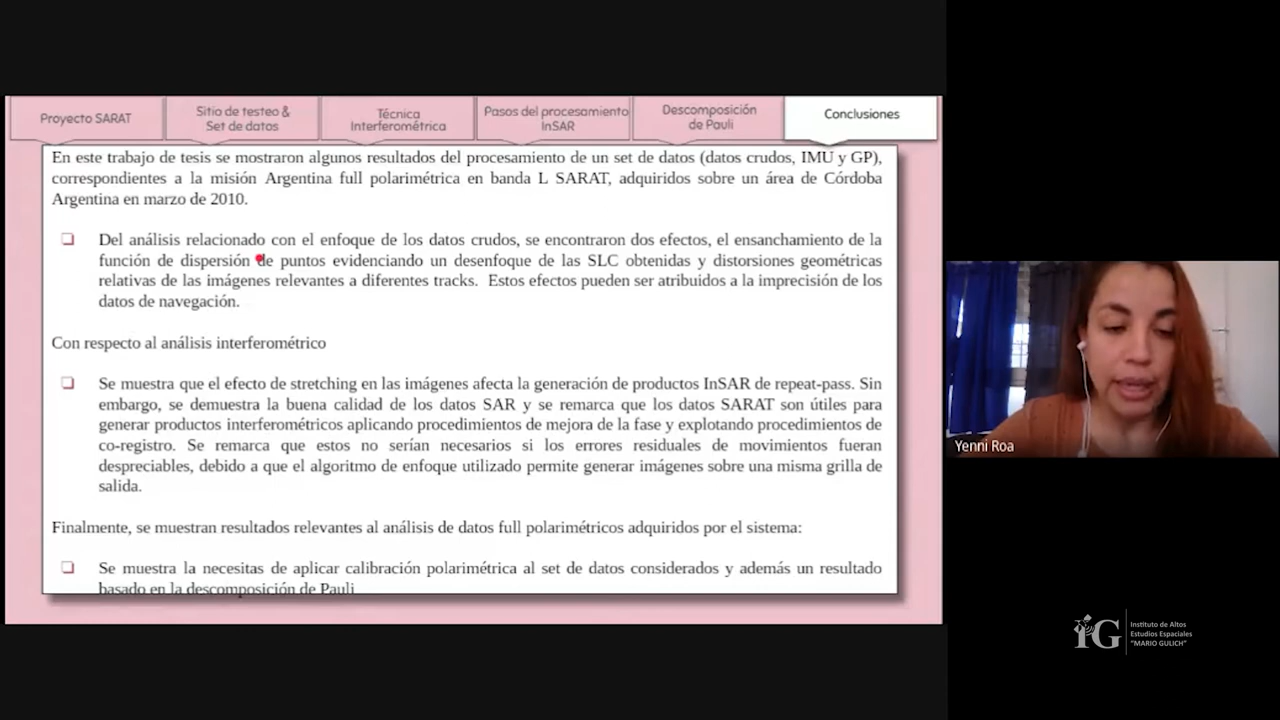 Proyecto SARAT
Sitio de testeo &
Set de datos
Técnica
Interferométrica
Pasos del procesamiento
InSAR
Descomposición
de Pauli
Conclusiones
En este trabajo de tesis se mostraron algunos resultados del procesamiento de un set de datos (datos crudos, IMU y GP),
correspondientes a la misión Argentina full polarimétrica en banda L SARAT, adquiridos sobre un área de Córdoba
Argentina en marzo de 2010.
Del análisis relacionado con el enfoque de los datos crudos, se encontraron dos efectos, el ensanchamiento de la
función de dispersión de puntos evidenciando un desenfoque de las SLC obtenidas y distorsiones geométricas
relativas de las imágenes relevantes a diferentes tracks. Estos efectos pueden ser atribuidos a la imprecisión de los
datos de navegación.
Con respecto al análisis interferométrico
Se muestra que el efecto de stretching en las imágenes afecta la generación de productos InSAR de repeat-pass. Sin
embargo, se demuestra la buena calidad de los datos SAR y se remarca que los datos SARAT son útiles para
generar productos interferométricos aplicando procedimientos de mejora de la fase y explotando procedimientos de
co-registro. Se remarca que estos no serían necesarios si los errores residuales de movimientos fueran
despreciables, debido a que el algoritmo de enfoque utilizado permite generar imágenes sobre una misma grilla de
salida.
Finalmente, se muestran resultados relevantes al análisis de datos full polarimétricos adquiridos por el sistema:
Se muestra la necesitas de aplicar calibración polarimétrica al set de datos considerados y además un resultado
basado en la descomposición de Pauli
Yenni Roa
iG
Instituto de Altos
Estudios Espaciales
"MARIO GULICH"